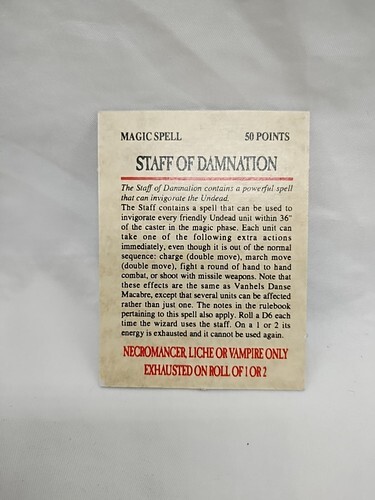 MAGIC SPELL 50 POINTS
STAFF OF DAMNATION
The Staff of Damnation contains a powerful spell
that can invigorate the Undead.
The Staff contains a spell that can be used to
invigorate every friendly Undead unit within 36"
of the caster in the magic phase. Each unit can
take one of the following extra actions
immediately, even though it is out of the normal
sequence: charge (double move), march move
(double move), fight a round of hand to hand
combat, or shoot with missile weapons. Note that
these effects are the same as Vanhels Danse
Macabre, except that several units can be affected
rather than just one. The notes in the rulebook
pertaining to this spell also apply. Roll a D6 each
time the wizard uses the staff. On a 1 or 2 its
energy is exhausted and it cannot be used again.
NECROMANCER, LICHE OR VAMPIRE ONLY
EXHAUSTED ON ROLL OF 1 OR 2